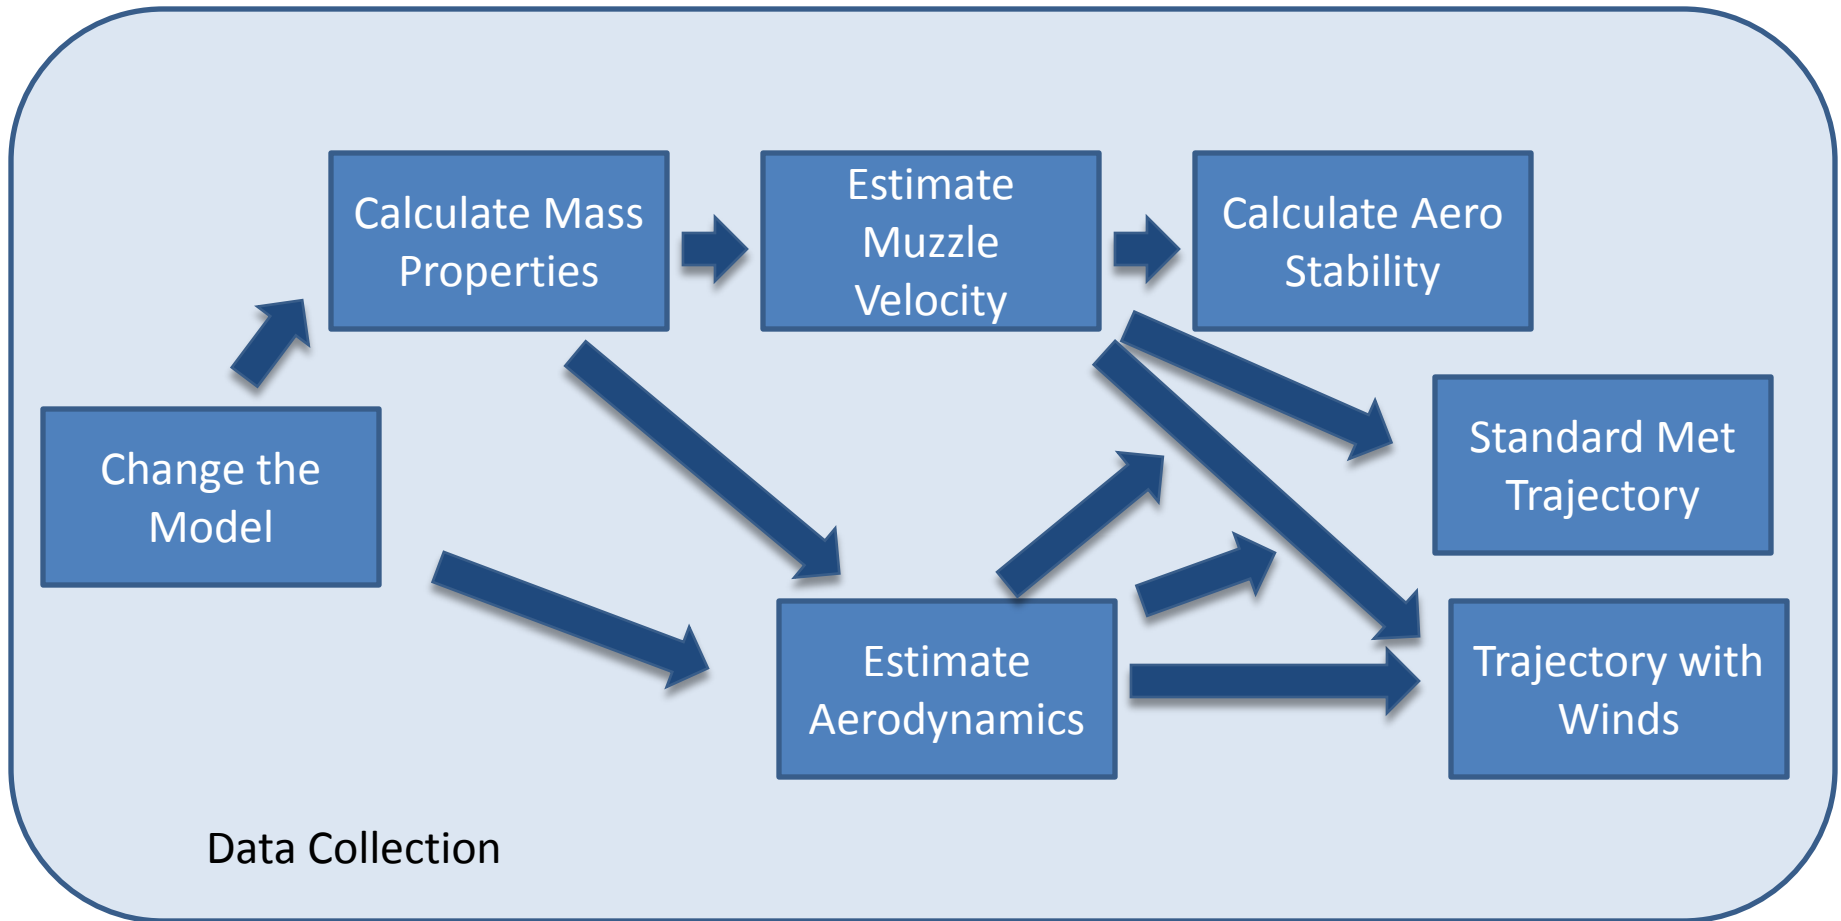 Calculate Mass
Properties
Estimate
Muzzle
Velocity
Calculate Aero
Stability
Change the
Model
Standard Met
Trajectory
Estimate
Aerodynamics
Trajectory with
Winds
Data Collection